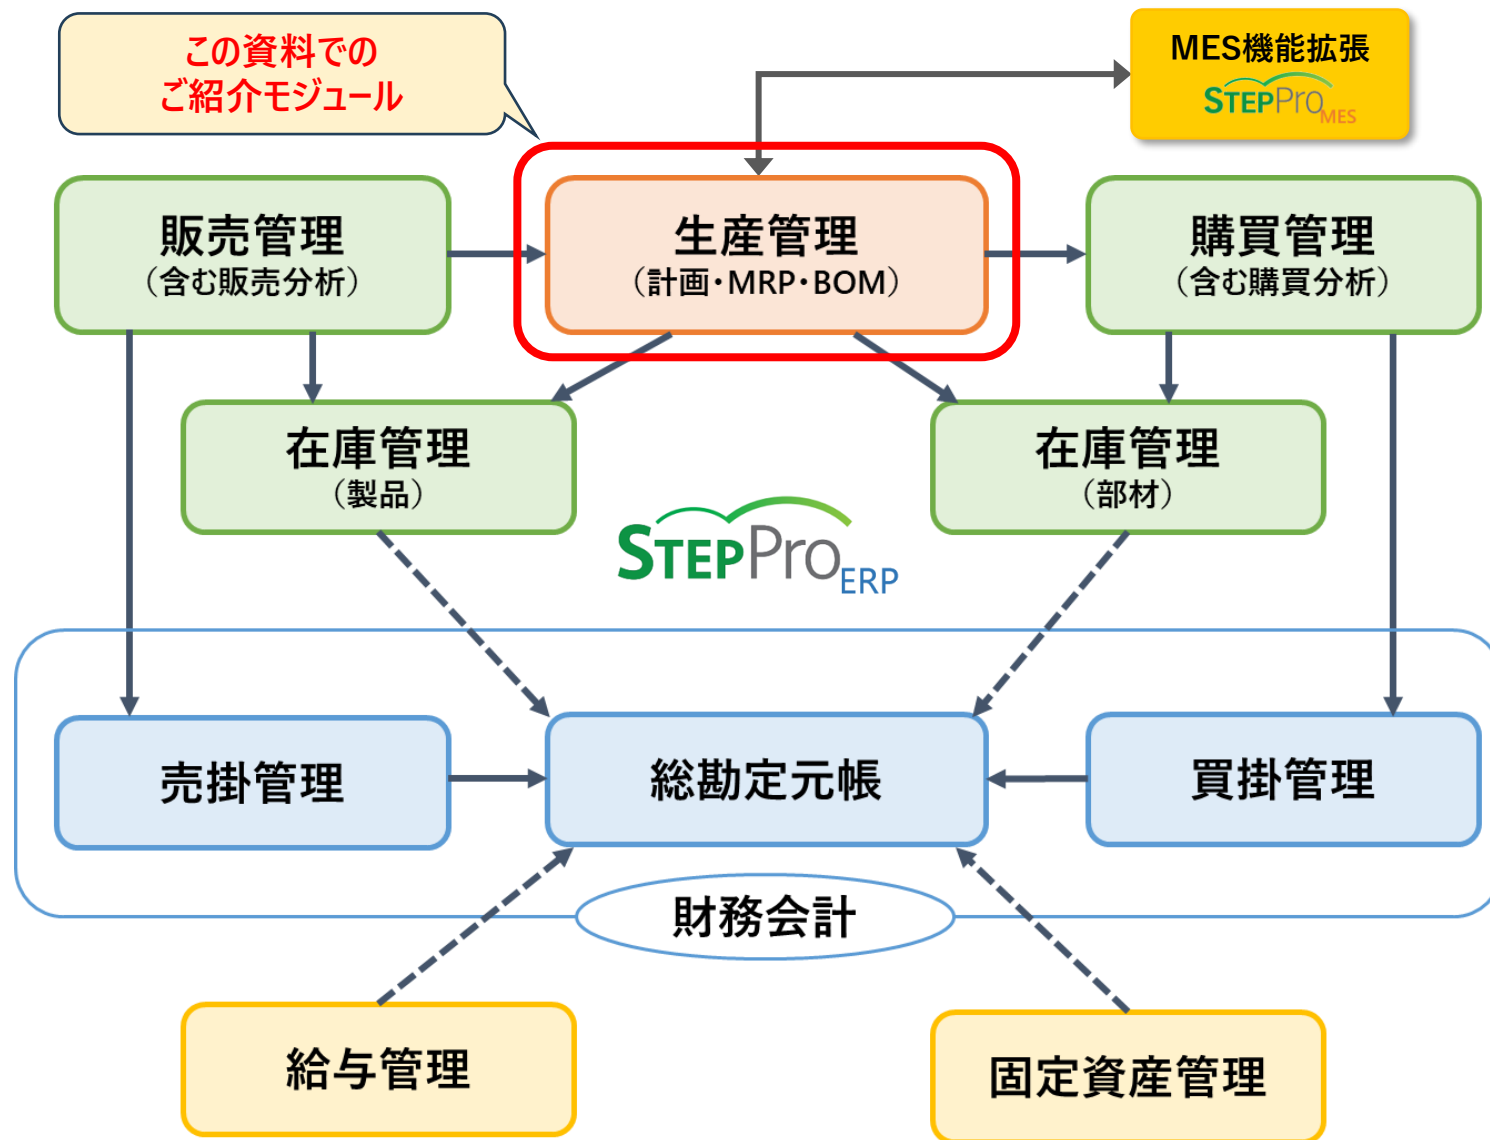 この資料での
ご紹介モジュール
MES機能拡張
STEPPro MES
販売管理
（含む販売分析）
生産管理
（計画・MRP・BOM）
購買管理
（含む購買分析）
在庫管理
（製品）
在庫管理
（部材）
STEPPro ERP
売掛管理
総勘定元帳
買掛管理
財務会計
給与管理
固定資産管理